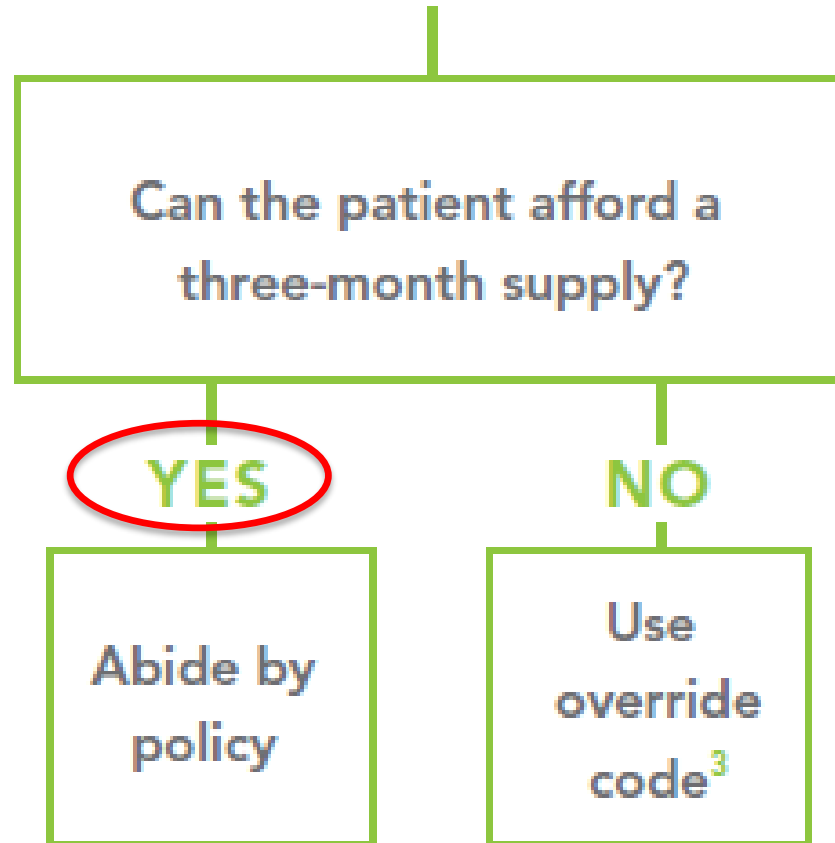 Can the patient afford a
three-month supply?
YES
NO
Abide by
policy
Use
override
code³